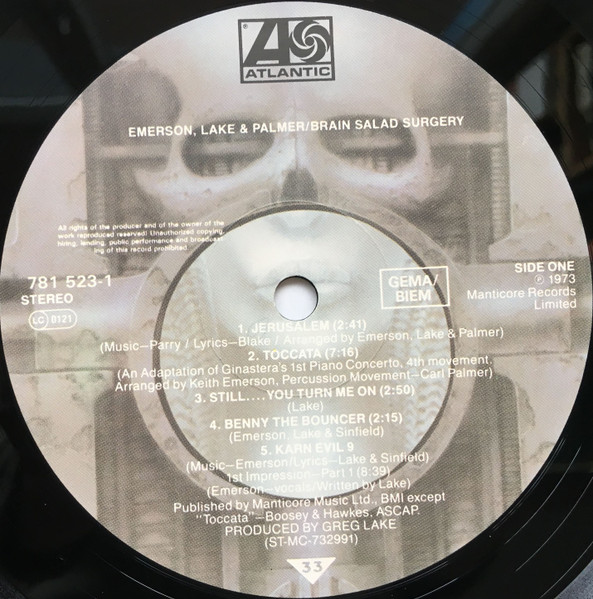 ATLANTIC
EMERSON, LAKE & PALMER/BRAIN SALAD SURGERY
All rights of the producer and of the owner of the
work reproduced reserved! Unauthorized copying,
hiring, lending, public performance and broadcast
ing of this record prohibited.
781 523-1
STEREO
LC 0121
GEMA/
BIEM
SIDE ONE
℗ 1973
Manticore Records
Limited
1. JERUSALEM (2:41)
(Music—Parry / Lyrics—Blake / Arranged by Emerson, Lake & Palmer)
2. TOCCATA (7:16)
(An Adaptation of Ginastera's 1st Piano Concerto, 4th movement.
Arranged by Keith Emerson, Percussion Movement—Carl Palmer)
3. STILL....YOU TURN ME ON (2:50)
(Lake)
4. BENNY THE BOUNCER (2:15)
(Emerson, Lake & Sinfield)
5. KARN EVIL 9
(Music—Emerson/Lyrics—Lake & Sinfield)
1st Impression—Part 1 (8:39)
(Emerson—vocals/Written by Lake)
Published by Manticore Music Ltd., BMI except
"Toccata"—Boosey & Hawkes, ASCAP.
PRODUCED BY GREG LAKE
(ST-MC-732991)
33